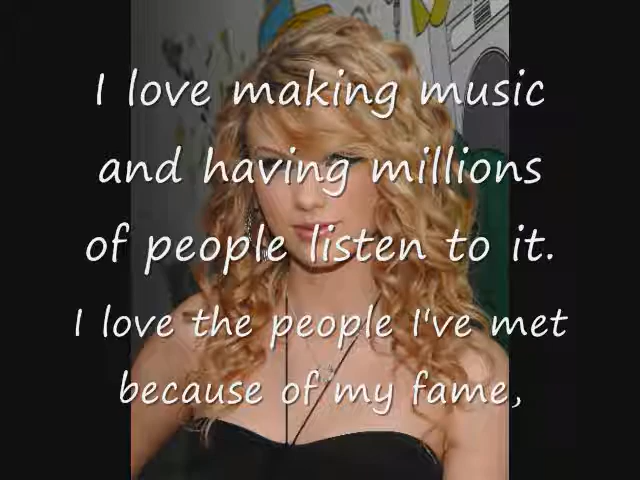 I love making music
and having millions
of people listen to it.
I love the people I've met
because of my fame,